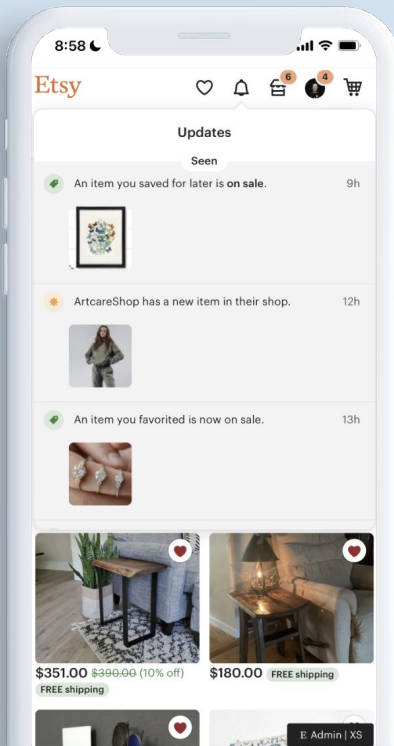 8:58
Etsy
6
4
Updates
Seen
An item you saved for later is on sale.
9h
ArtcareShop has a new item in their shop.
12h
An item you favorited is now on sale.
13h
$351.00 $390.00 (10% off)
FREE shipping
$180.00 FREE shipping
E Admin | XS